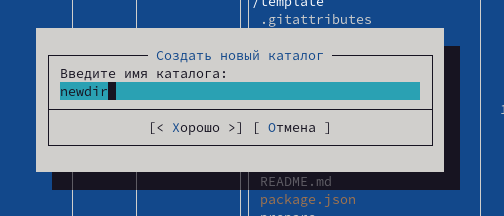 /template
.gitattributes
Создать новый каталог
Введите имя каталога:
newdir
[< Хорошо >] [ Отмена ]
README.md
package.json